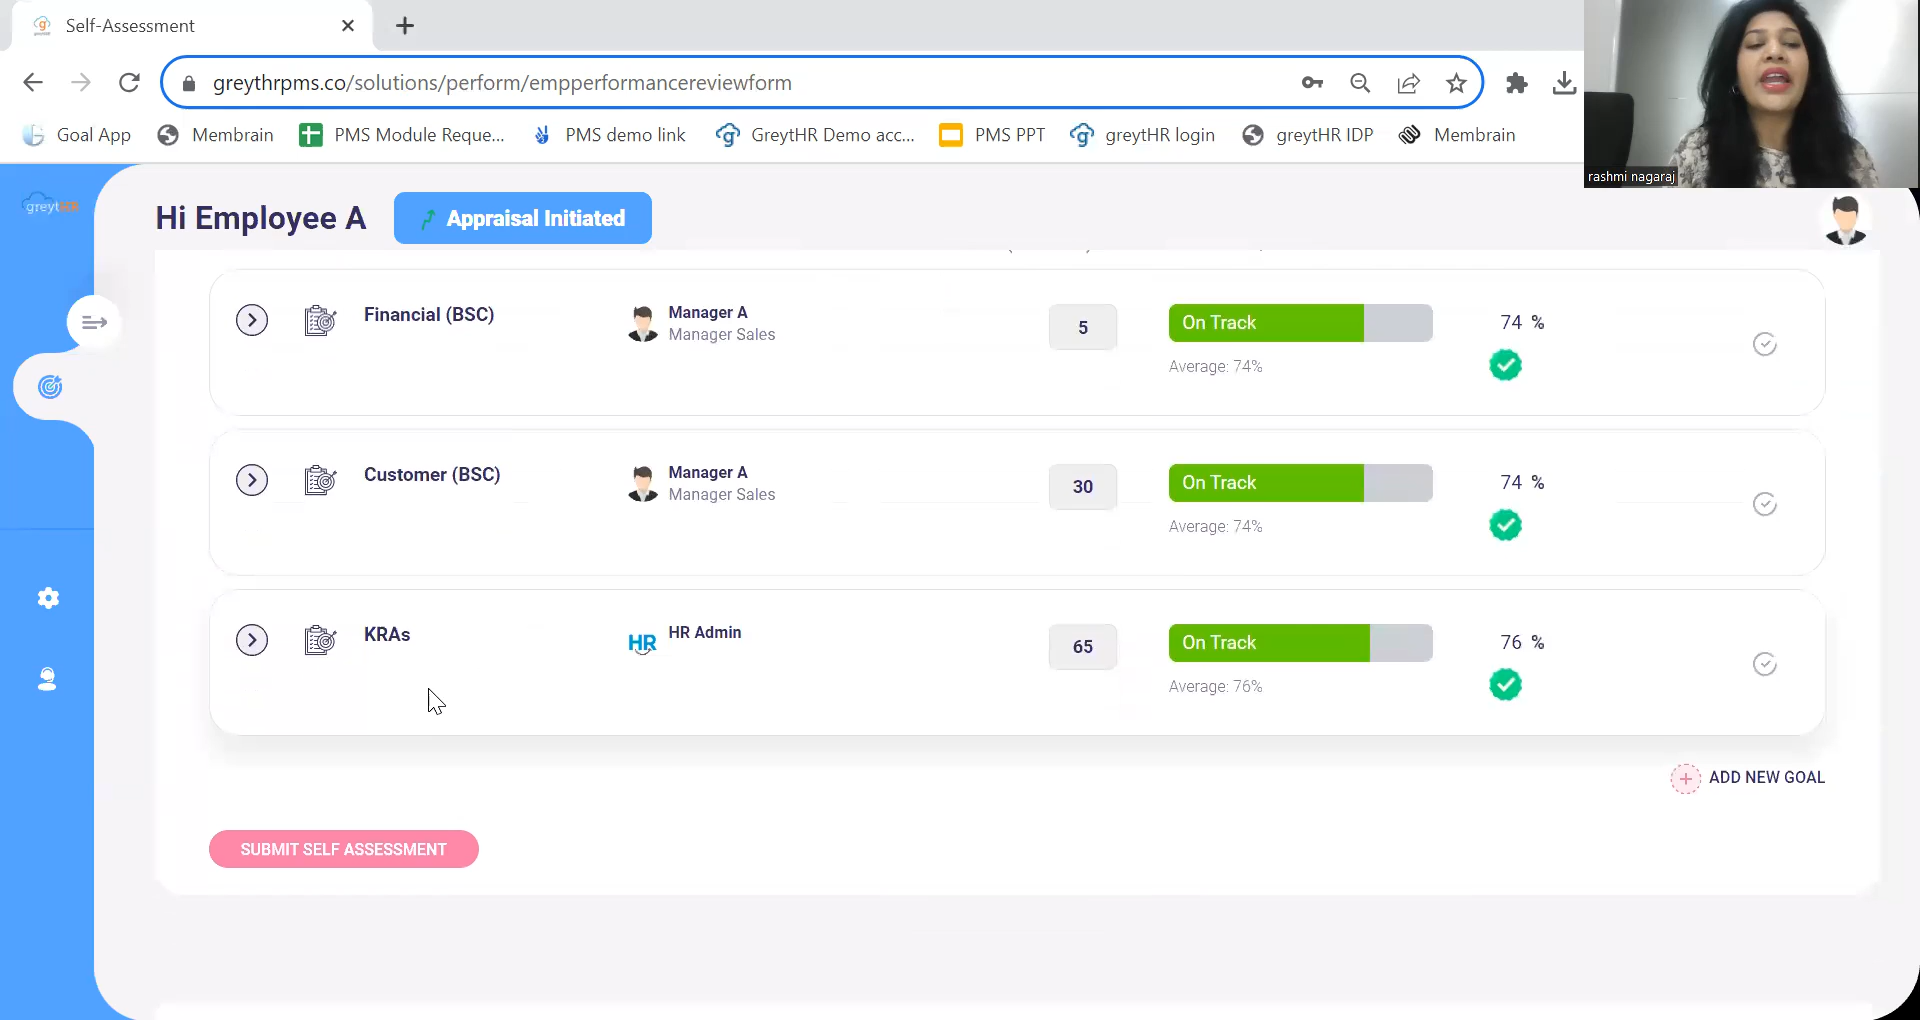 Self-Assessment
greythrpms.co/solutions/perform/empperformancereviewform
Goal App
Membrain
PMS Module Reque...
PMS demo link
GreytHR Demo acc...
PMS PPT
greytHR login
greytHR IDP
Membrain
rashmi nagaraj
greytHR
Hi Employee A
Appraisal Initiated
Financial (BSC)
Manager A
Manager Sales
5
On Track
Average: 74%
74 %
Customer (BSC)
Manager A
Manager Sales
30
On Track
Average: 74%
74 %
KRAs
HR
HR Admin
65
On Track
Average: 76%
76 %
ADD NEW GOAL
SUBMIT SELF ASSESSMENT